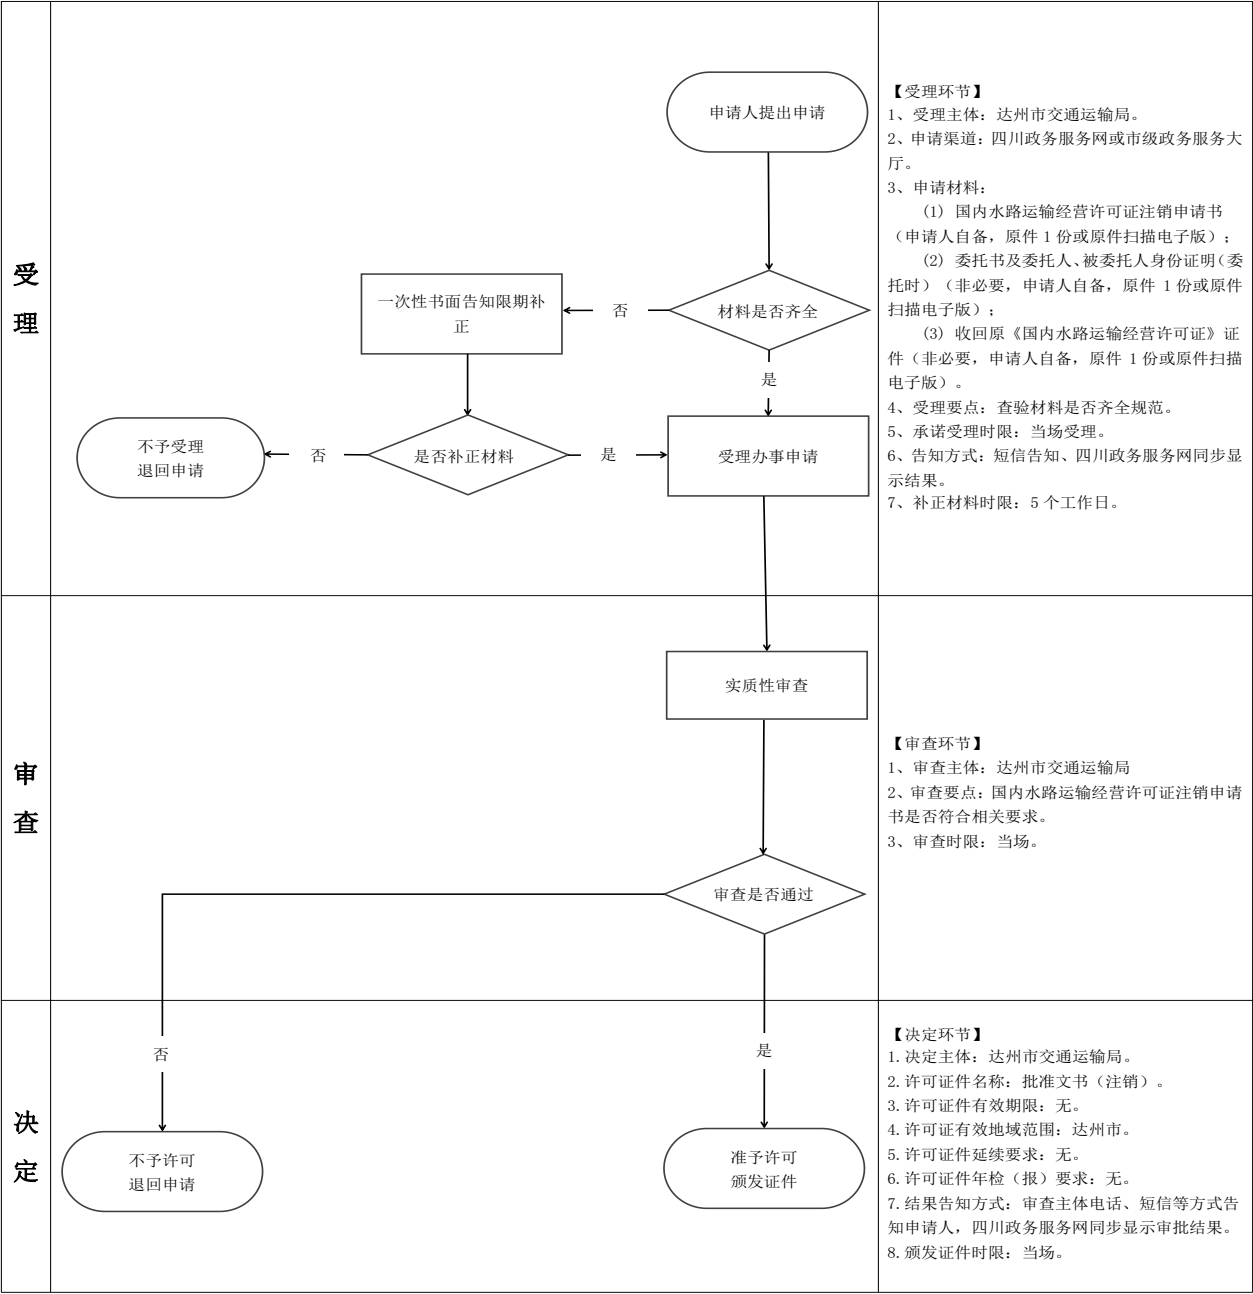 受
理
申请人提出申请
材料是否齐全
否
一次性书面告知限期补
正
是
不予受理
退回申请
否
是否补正材料
是
受理办事申请
【受理环节】
1、受理主体：达州市交通运输局。
2、申请渠道：四川政务服务网或市级政务服务大
厅。
3、申请材料：
（1）国内水路运输经营许可证注销申请书
（申请人自备，原件 1 份或原件扫描电子版）；
（2）委托书及委托人、被委托人身份证明（委
托时）（非必要，申请人自备，原件 1 份或原件
扫描电子版）；
（3）收回原《国内水路运输经营许可证》证
件（非必要，申请人自备，原件 1 份或原件扫描
电子版）。
4、受理要点：查验材料是否齐全规范。
5、承诺受理时限：当场受理。
6、告知方式：短信告知、四川政务服务网同步显
示结果。
7、补正材料时限：5 个工作日。
审
查
实质性审查
审查是否通过
【审查环节】
1、审查主体：达州市交通运输局
2、审查要点：国内水路运输经营许可证注销申请
书是否符合相关要求。
3、审查时限：当场。
决
定
否
是
不予许可
退回申请
准予许可
颁发证件
【决定环节】
1.决定主体：达州市交通运输局。
2.许可证件名称：批准文书（注销）。
3.许可证件有效期限：无。
4.许可证有效地域范围：达州市。
5.许可证件延续要求：无。
6.许可证件年检（报）要求：无。
7.结果告知方式：审查主体电话、短信等方式告
知申请人，四川政务服务网同步显示审批结果。
8.颁发证件时限：当场。